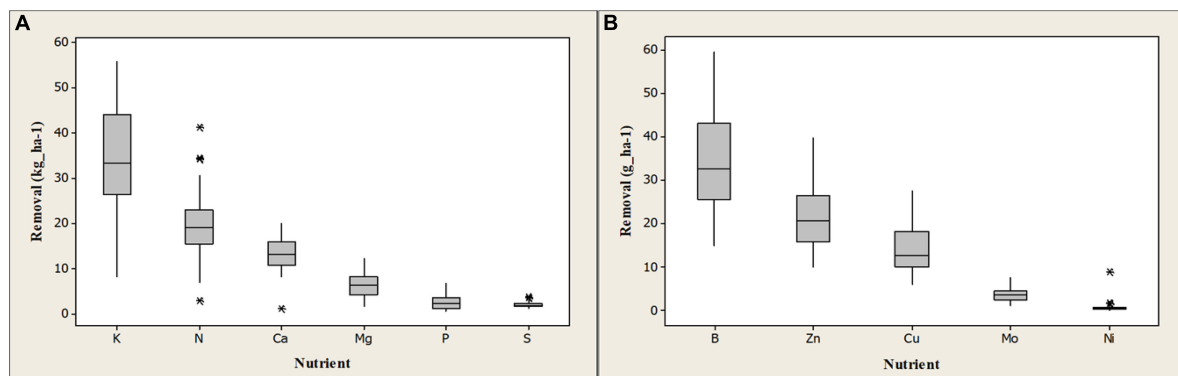 A
60
50
40
30
20
10
0
Removal (kg_ha-1)
K N Ca Mg P S
Nutrient
B
60
50
40
30
20
10
0
Removal (g_ha-1)
B Zn Cu Mo Ni
Nutrient